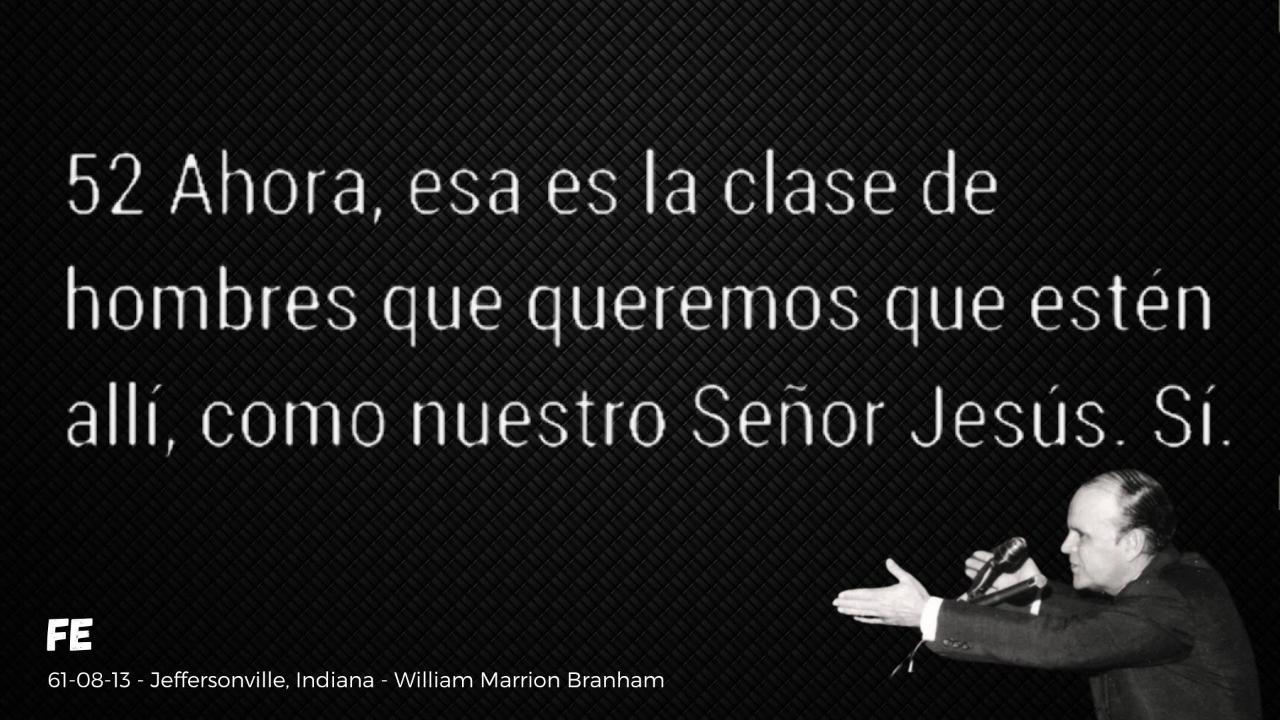 52 Ahora, esa es la clase de
hombres que queremos que estén
allí, como nuestro Señor Jesús. Sí.
FE
61-08-13 - Jeffersonville, Indiana - William Marrion Branham